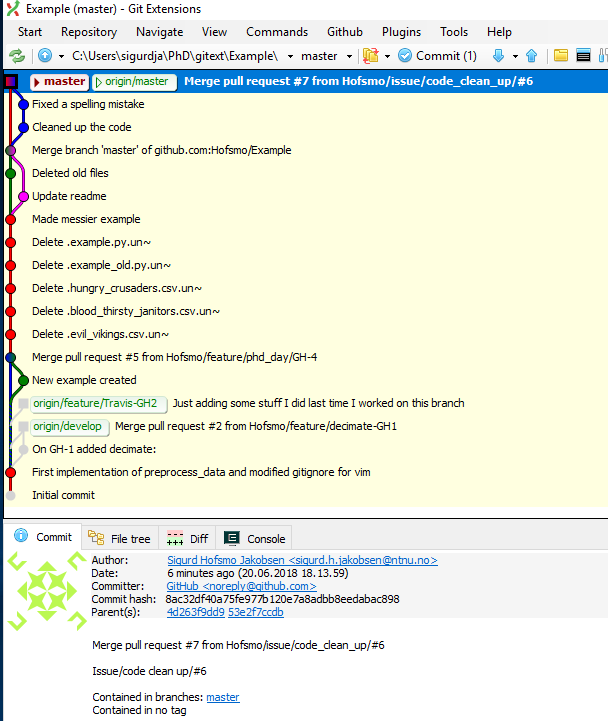 Example (master) - Git Extensions
Start Repository Navigate View Commands Github Plugins Tools Help
C:\Users\sigurdja\PhD\gitext\Example\ master Commit (1)
master origin/master Merge pull request #7 from Hofsmo/issue/code_clean_up/#6
Fixed a spelling mistake
Cleaned up the code
Merge branch 'master' of github.com:Hofsmo/Example
Deleted old files
Update readme
Made messier example
Delete .example.py.un~
Delete .example_old.py.un~
Delete .hungry_crusaders.csv.un~
Delete .blood_thirsty_janitors.csv.un~
Delete .evil_vikings.csv.un~
Merge pull request #5 from Hofsmo/feature/phd_day/GH-4
New example created
origin/feature/Travis-GH2 Just adding some stuff I did last time I worked on this branch
origin/develop Merge pull request #2 from Hofsmo/feature/decimate-GH1
On GH-1 added decimate:
First implementation of preprocess_data and modified gitignore for vim
Initial commit
Commit File tree Diff Console
Author: Sigurd Hofsmo Jakobsen <sigurd.h.jakobsen@ntnu.no>
Date: 6 minutes ago (20.06.2018 18.13.59)
Committer: GitHub <noreply@github.com>
Commit hash: 8ac32df40a75fe977b120e7a8adbb8eedabac898
Parent(s): 4d263f9dd9 53e2f7ccdb
Merge pull request #7 from Hofsmo/issue/code_clean_up/#6
Issue/code clean up/#6
Contained in branches: master
Contained in no tag